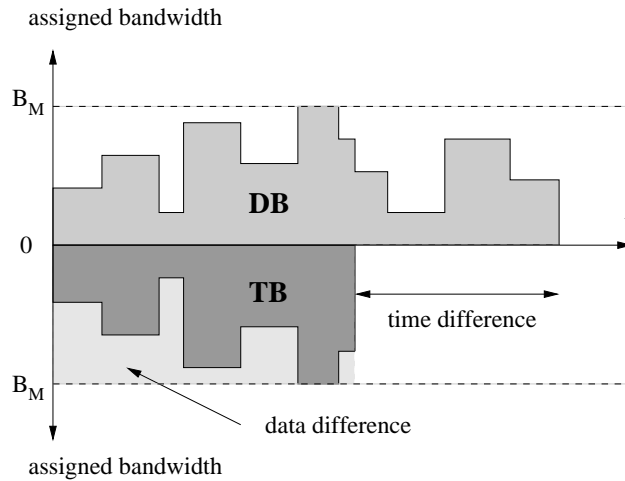 assigned bandwidth
B_M
DB
0
TB
time difference
B_M
data difference
assigned bandwidth